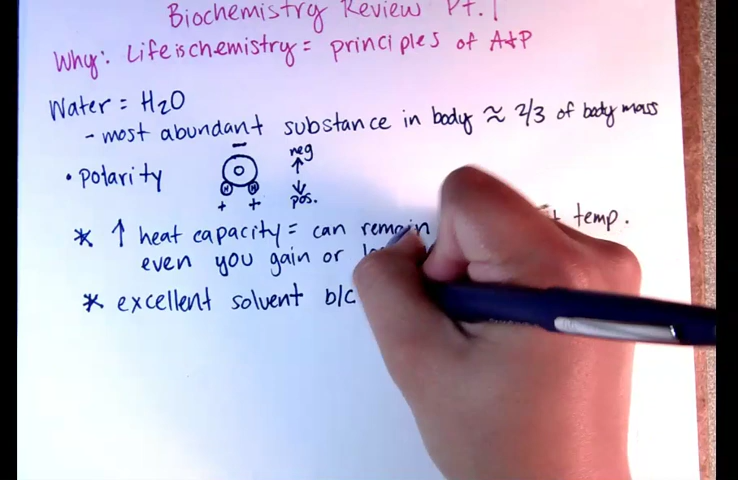 Biochemistry Review Pt. 1
Why: Life is chemistry = principles of A+P
Water = H2O
- most abundant substance in body ≈ 2/3 of body mass
• Polarity
− neg
↑
O
H H
↓
+ + pos.
* ↑ heat capacity = can remain temp.
even you gain or
* excellent solvent b/c